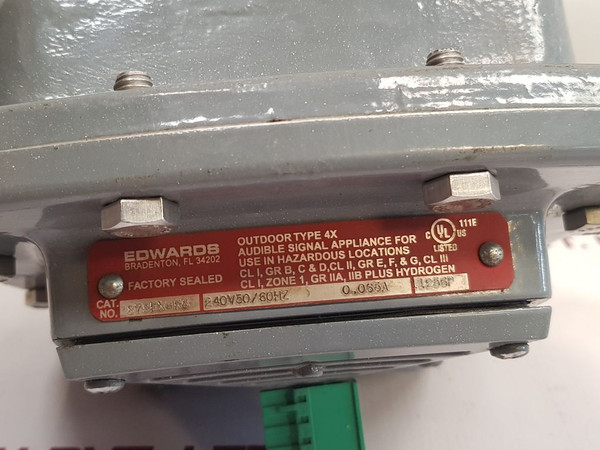 EDWARDS
BRADENTON, FL 34202
FACTORY SEALED
OUTDOOR TYPE 4X
AUDIBLE SIGNAL APPLIANCE FOR
USE IN HAZARDOUS LOCATIONS
CL I, GR B, C & D, CL II, GR E, F, & G, CL III
CL I, ZONE 1, GR IIA, IIB PLUS HYDROGEN
c UL US
LISTED
111E
CAT.
NO.
240V50/60HZ